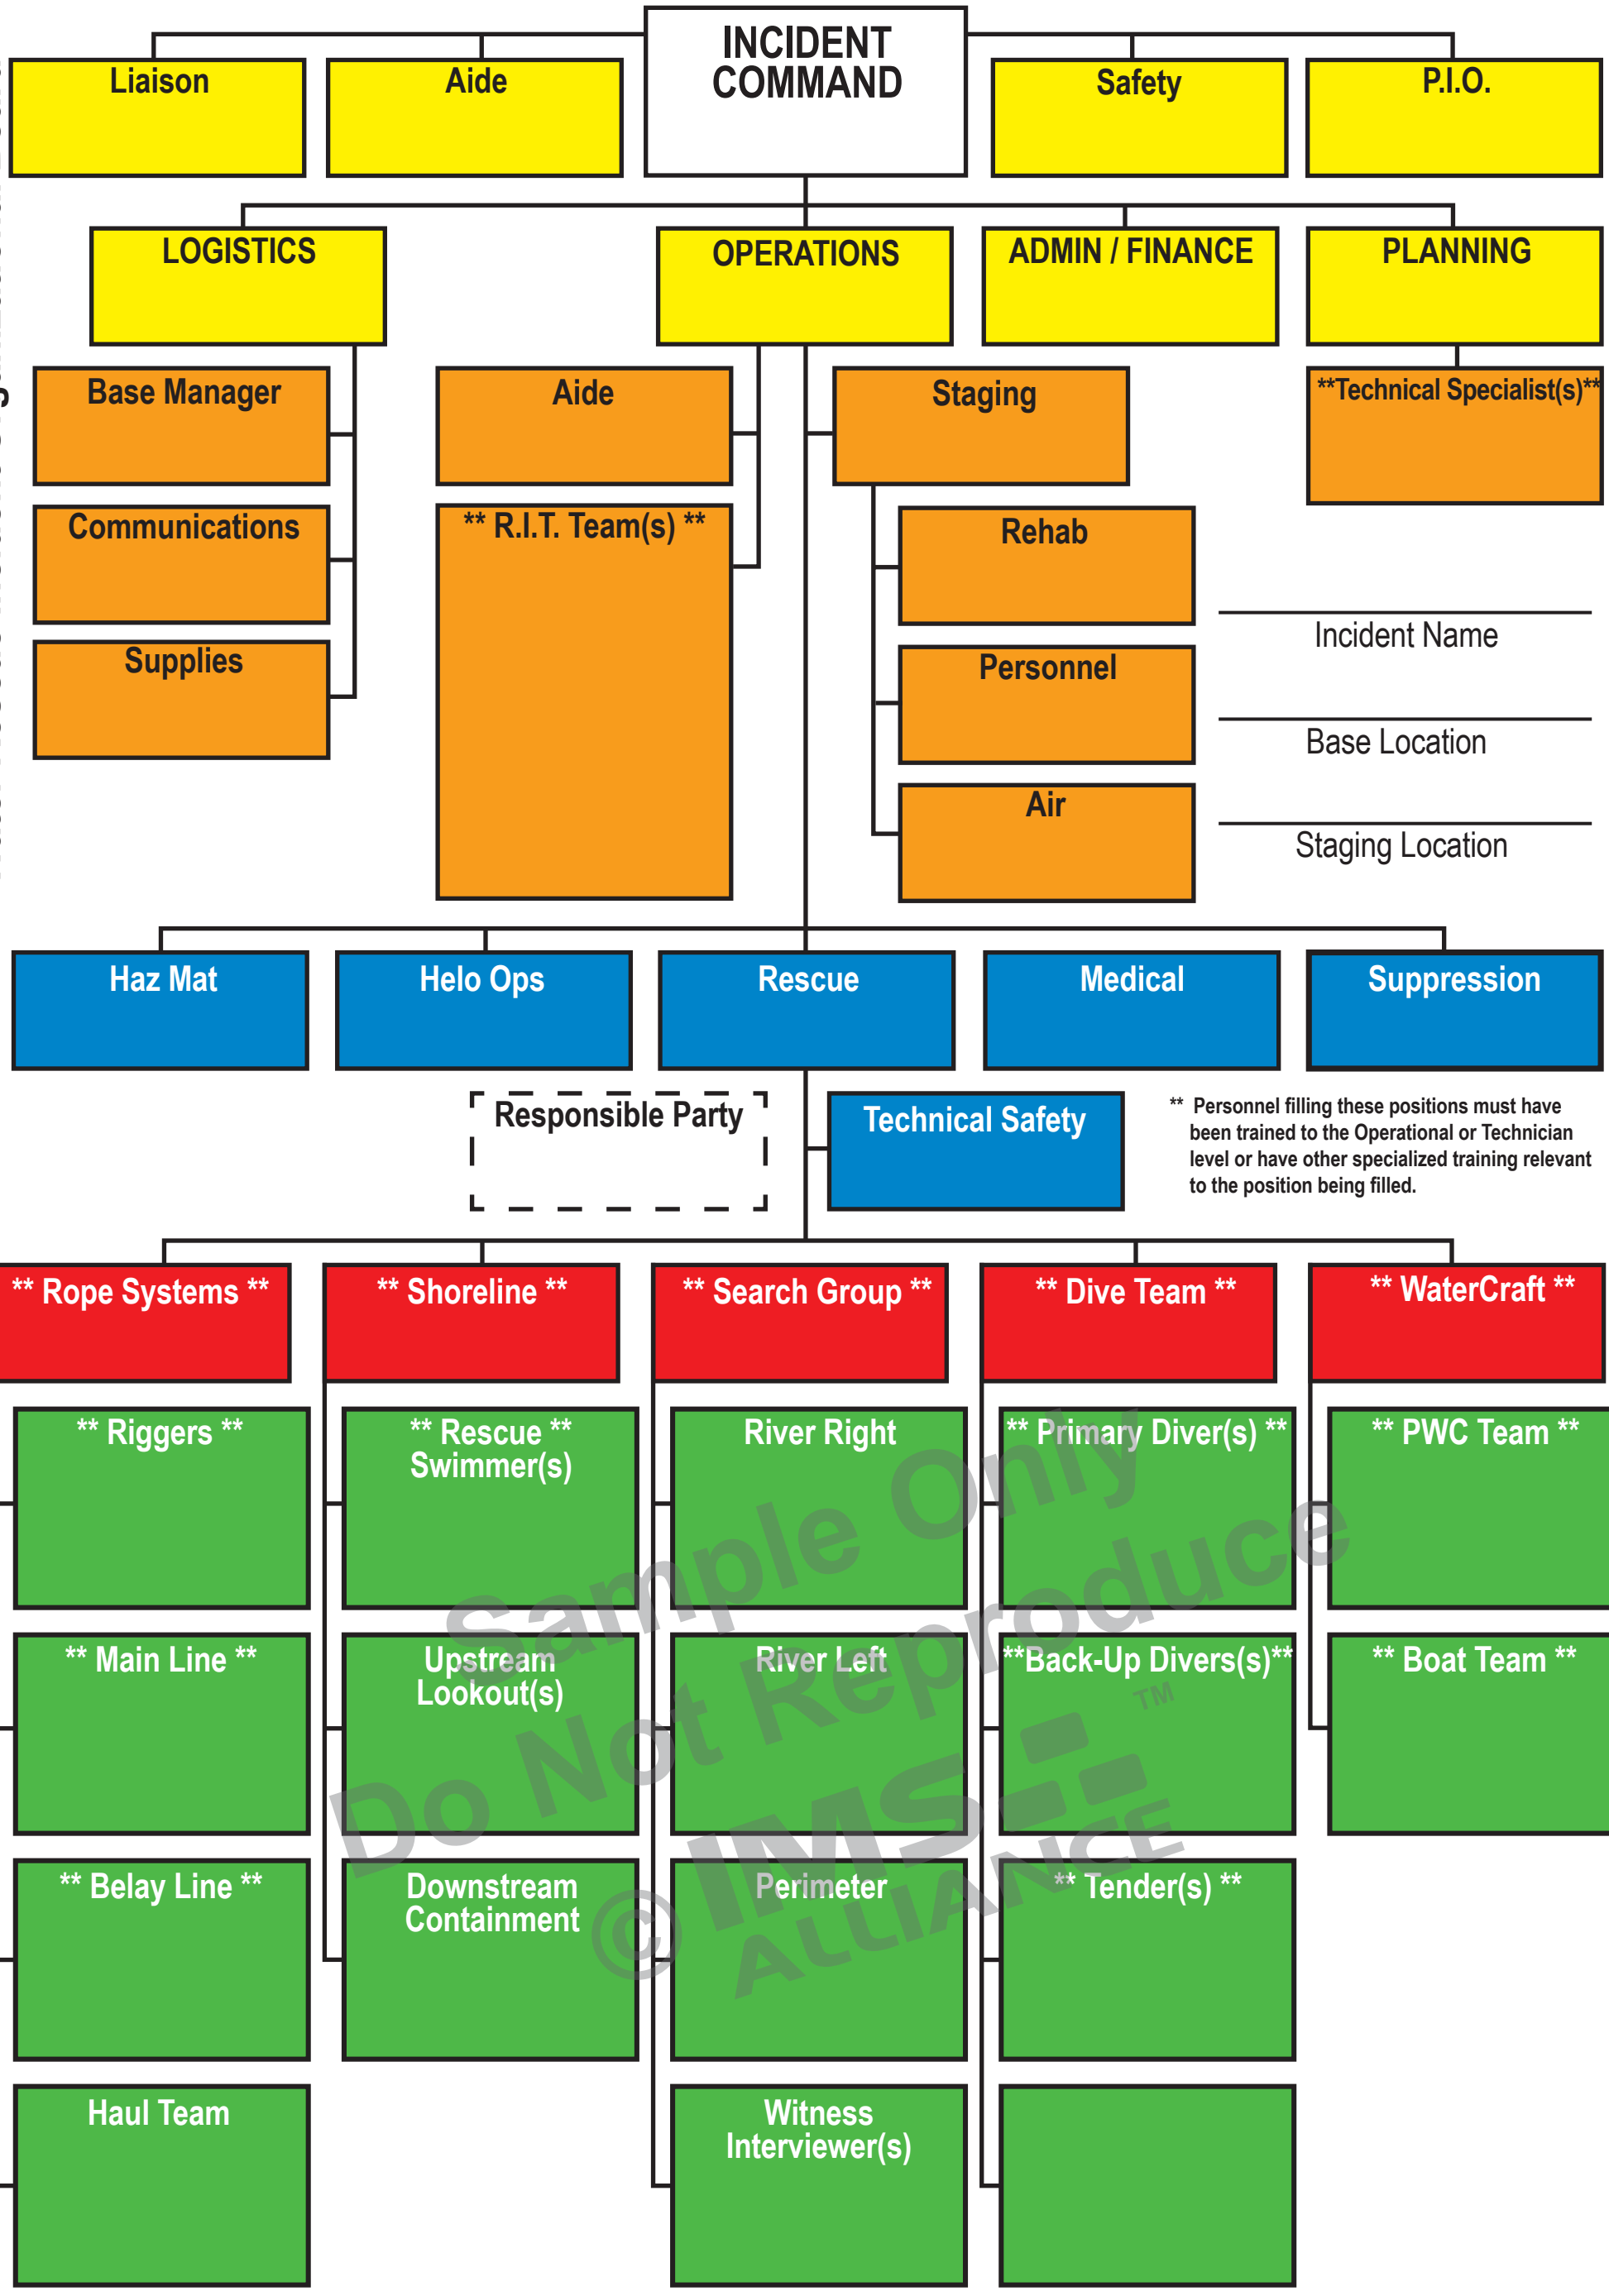 INCIDENT
COMMAND
Liaison
Aide
Safety
P.I.O.
LOGISTICS
OPERATIONS
ADMIN / FINANCE
PLANNING
Base Manager
Aide
Staging
**Technical Specialist(s)**
Communications
** R.I.T. Team(s) **
Rehab
Incident Name
Supplies
Personnel
Base Location
Air
Staging Location
Haz Mat
Helo Ops
Rescue
Medical
Suppression
Responsible Party
Technical Safety
** Personnel filling these positions must have
been trained to the Operational or Technician
level or have other specialized training relevant
to the position being filled.
** Rope Systems **
** Shoreline **
** Search Group **
** Dive Team **
** WaterCraft **
** Riggers **
** Rescue **
Swimmer(s)
River Right
** Primary Diver(s) **
** PWC Team **
** Main Line **
Upstream
Lookout(s)
River Left
**Back-Up Divers(s)**
** Boat Team **
** Belay Line **
Downstream
Containment
Perimeter
** Tender(s) **
Haul Team
Witness
Interviewer(s)
Sample Only
Do Not Reproduce
© IMS TM
ALLIANCE